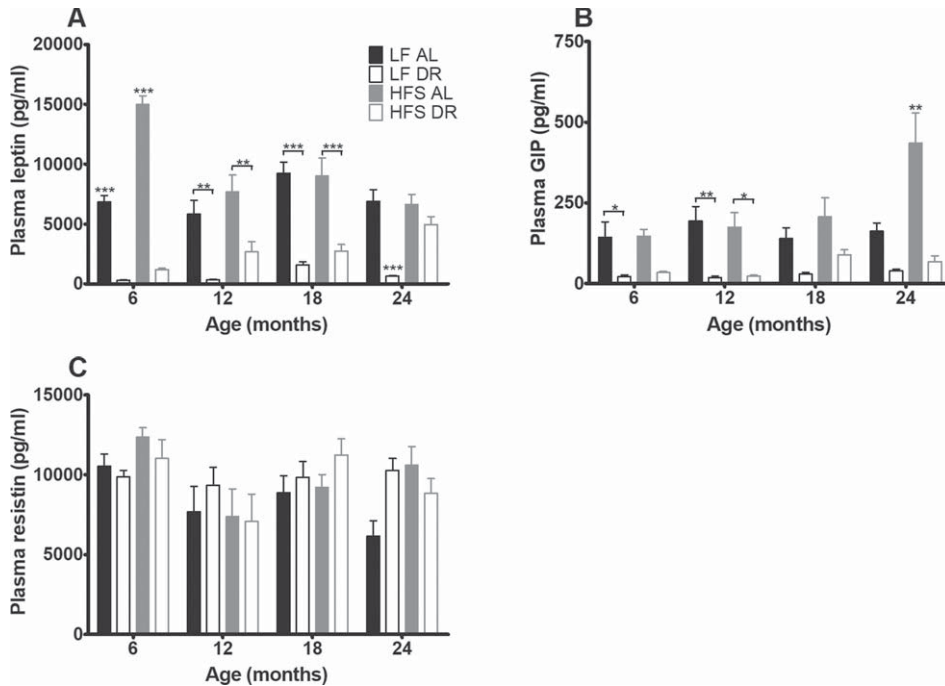 A
Plasma leptin (pg/ml)
20000
15000
10000
5000
0
***
***
**
**
***
***
***
6 12 18 24
Age (months)
LF AL
LF DR
HFS AL
HFS DR
B
Plasma GIP (pg/ml)
750
500
250
0
*
**
*
**
6 12 18 24
Age (months)
C
Plasma resistin (pg/ml)
15000
10000
5000
0
6 12 18 24
Age (months)